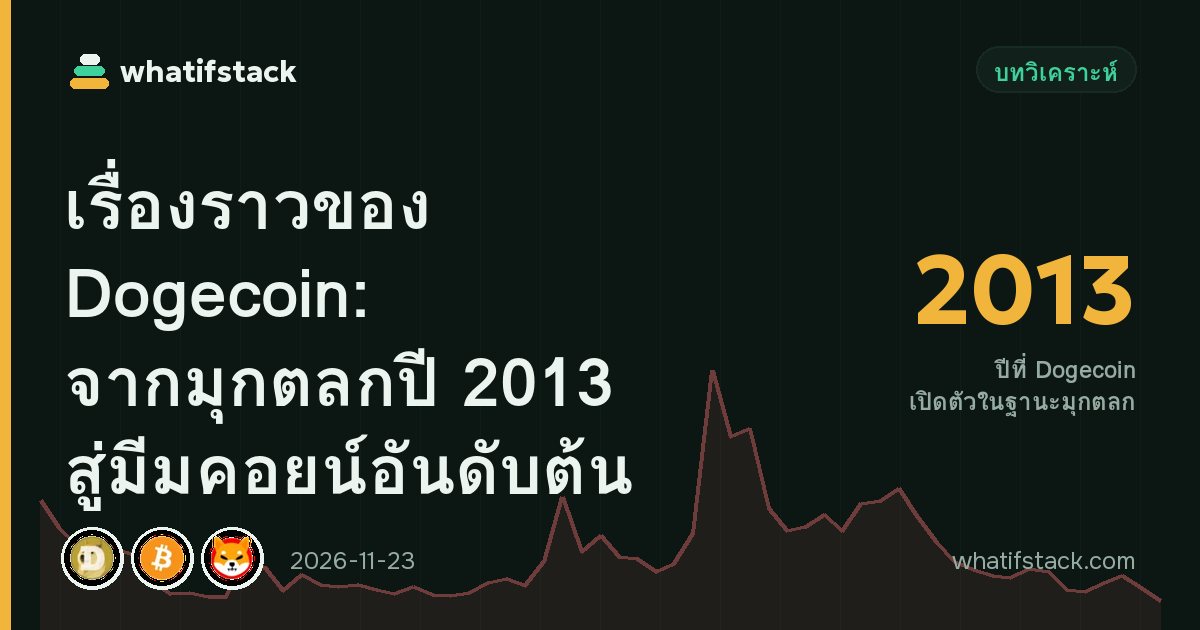 whatifstack
บทวิเคราะห์
เรื่องราวของ
Dogecoin:
จากมุกตลกปี 2013
สู่มีมคอยน์อันดับต้น
2013
ปีที่ Dogecoin
เปิดตัวในฐานะมุกตลก
2026-11-23
whatifstack.com